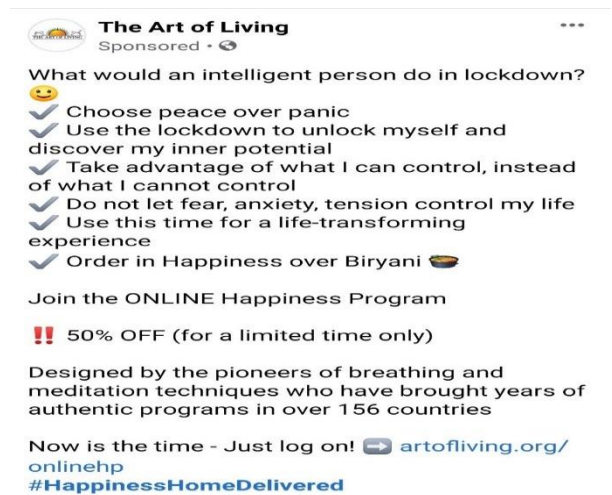 The Art of Living
Sponsored ·
What would an intelligent person do in lockdown?
🙂
✔ Choose peace over panic
✔ Use the lockdown to unlock myself and
discover my inner potential
✔ Take advantage of what I can control, instead
of what I cannot control
✔ Do not let fear, anxiety, tension control my life
✔ Use this time for a life-transforming
experience
✔ Order in Happiness over Biryani 🍲
Join the ONLINE Happiness Program
‼ 50% OFF (for a limited time only)
Designed by the pioneers of breathing and
meditation techniques who have brought years of
authentic programs in over 156 countries
Now is the time - Just log on! ➡ artofliving.org/
onlinehp
#HappinessHomeDelivered